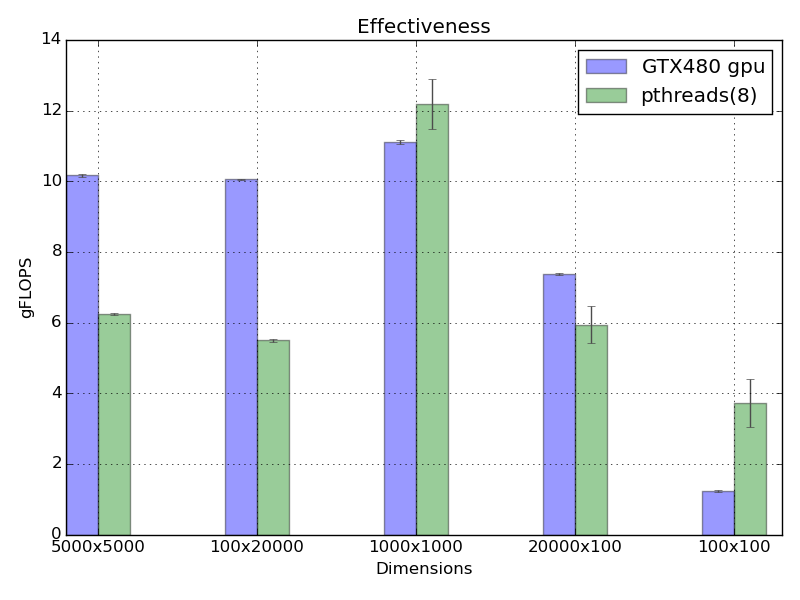 Effectiveness
GTX480 gpu
pthreads(8)
14
12
10
8
6
4
2
0
gFLOPS
5000x5000 100x20000 1000x1000 20000x100 100x100
Dimensions